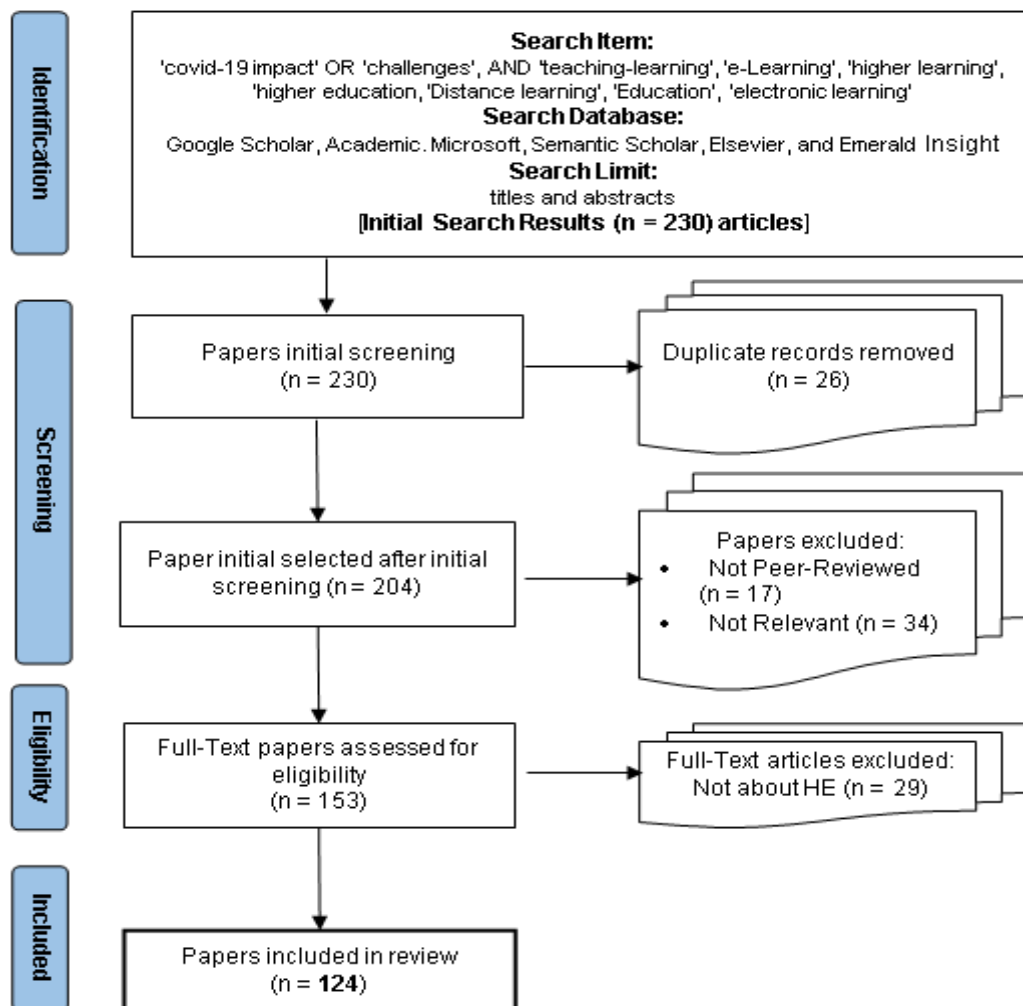 Identification
Search Item:
'covid-19 impact' OR 'challenges', AND 'teaching-learning', 'e-Learning', 'higher learning',
'higher education, 'Distance learning', 'Education', 'electronic learning'
Search Database:
Google Scholar, Academic. Microsoft, Semantic Scholar, Elsevier, and Emerald Insight
Search Limit:
titles and abstracts
[Initial Search Results (n = 230) articles]
Screening
Papers initial screening
(n = 230)
Duplicate records removed
(n = 26)
Paper initial selected after initial
screening (n = 204)
Papers excluded:
• Not Peer-Reviewed
(n = 17)
• Not Relevant (n = 34)
Eligibility
Full-Text papers assessed for
eligibility
(n = 153)
Full-Text articles excluded:
Not about HE (n = 29)
Included
Papers included in review
(n = 124)